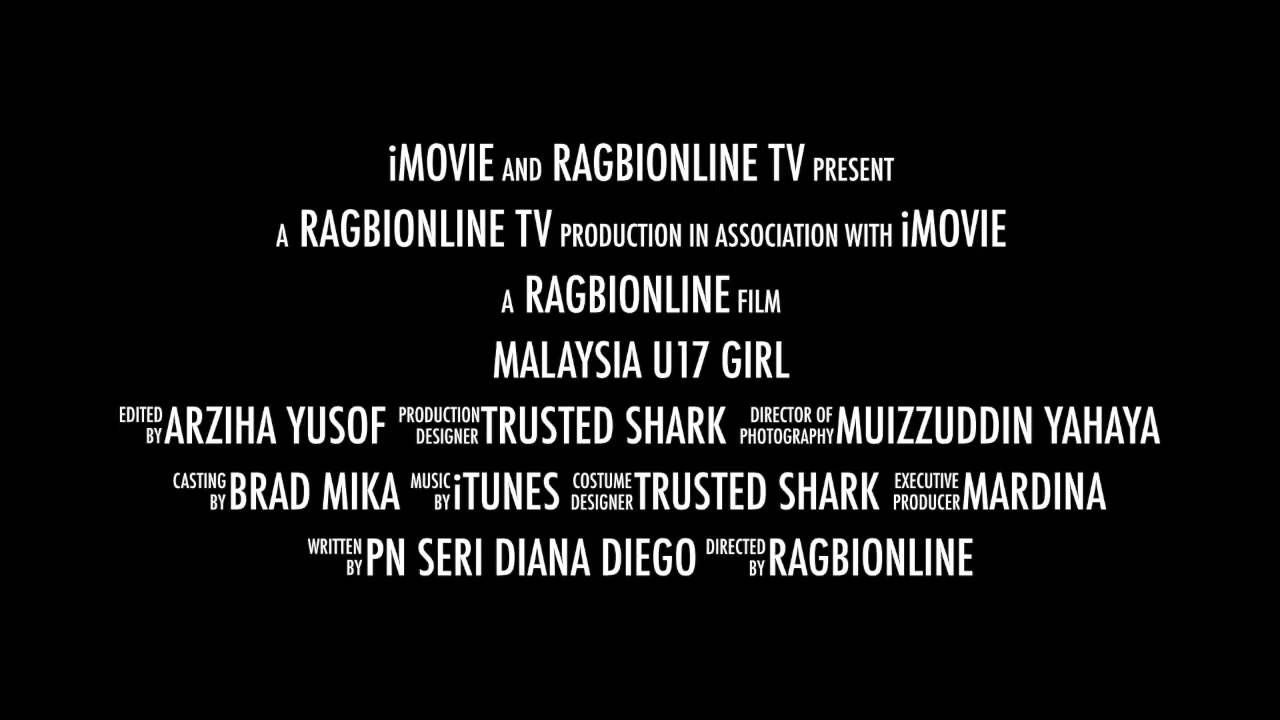 iMOVIE AND RAGBIONLINE TV PRESENT
A RAGBIONLINE TV PRODUCTION IN ASSOCIATION WITH iMOVIE
A RAGBIONLINE FILM
MALAYSIA U17 GIRL
EDITED BY ARZIHA YUSOF PRODUCTION DESIGNER TRUSTED SHARK DIRECTOR OF PHOTOGRAPHY MUIZZUDDIN YAHAYA
CASTING BY BRAD MIKA MUSIC BY iTUNES COSTUME DESIGNER TRUSTED SHARK EXECUTIVE PRODUCER MARDINA
WRITTEN BY PN SERI DIANA DIEGO DIRECTED BY RAGBIONLINE